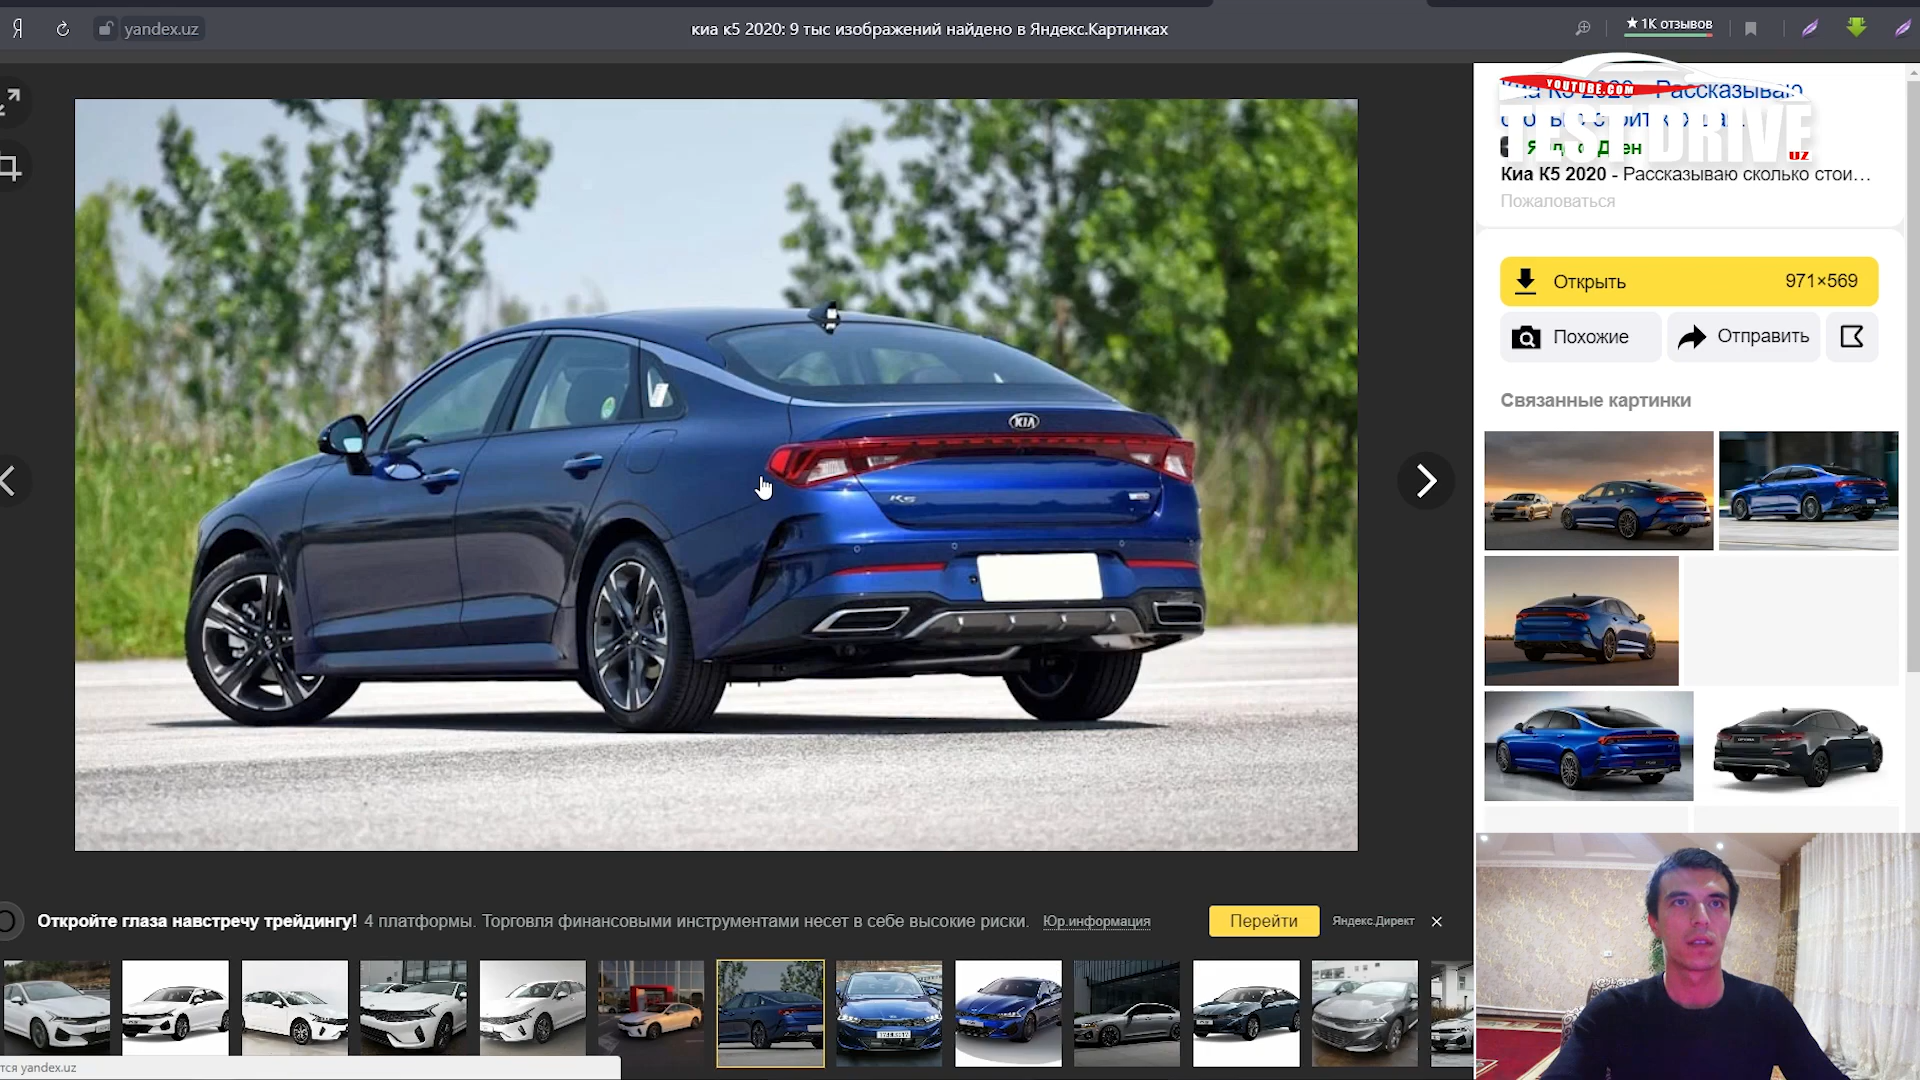 Я
yandex.uz
киа к5 2020: 9 тыс изображений найдено в Яндекс.Картинках
★ 1К отзывов
YOUTUBE.COM
TEST DRIVE
UZ
Рассказываю
Киа К5 2020 - Рассказываю сколько стои...
Пожаловаться
Открыть 971×569
Похожие
Отправить
Связанные картинки
KIA
K5
Откройте глаза навстречу трейдингу! 4 платформы. Торговля финансовыми инструментами несет в себе высокие риски. Юр.информация
Перейти
Яндекс.Директ
тся yandex.uz